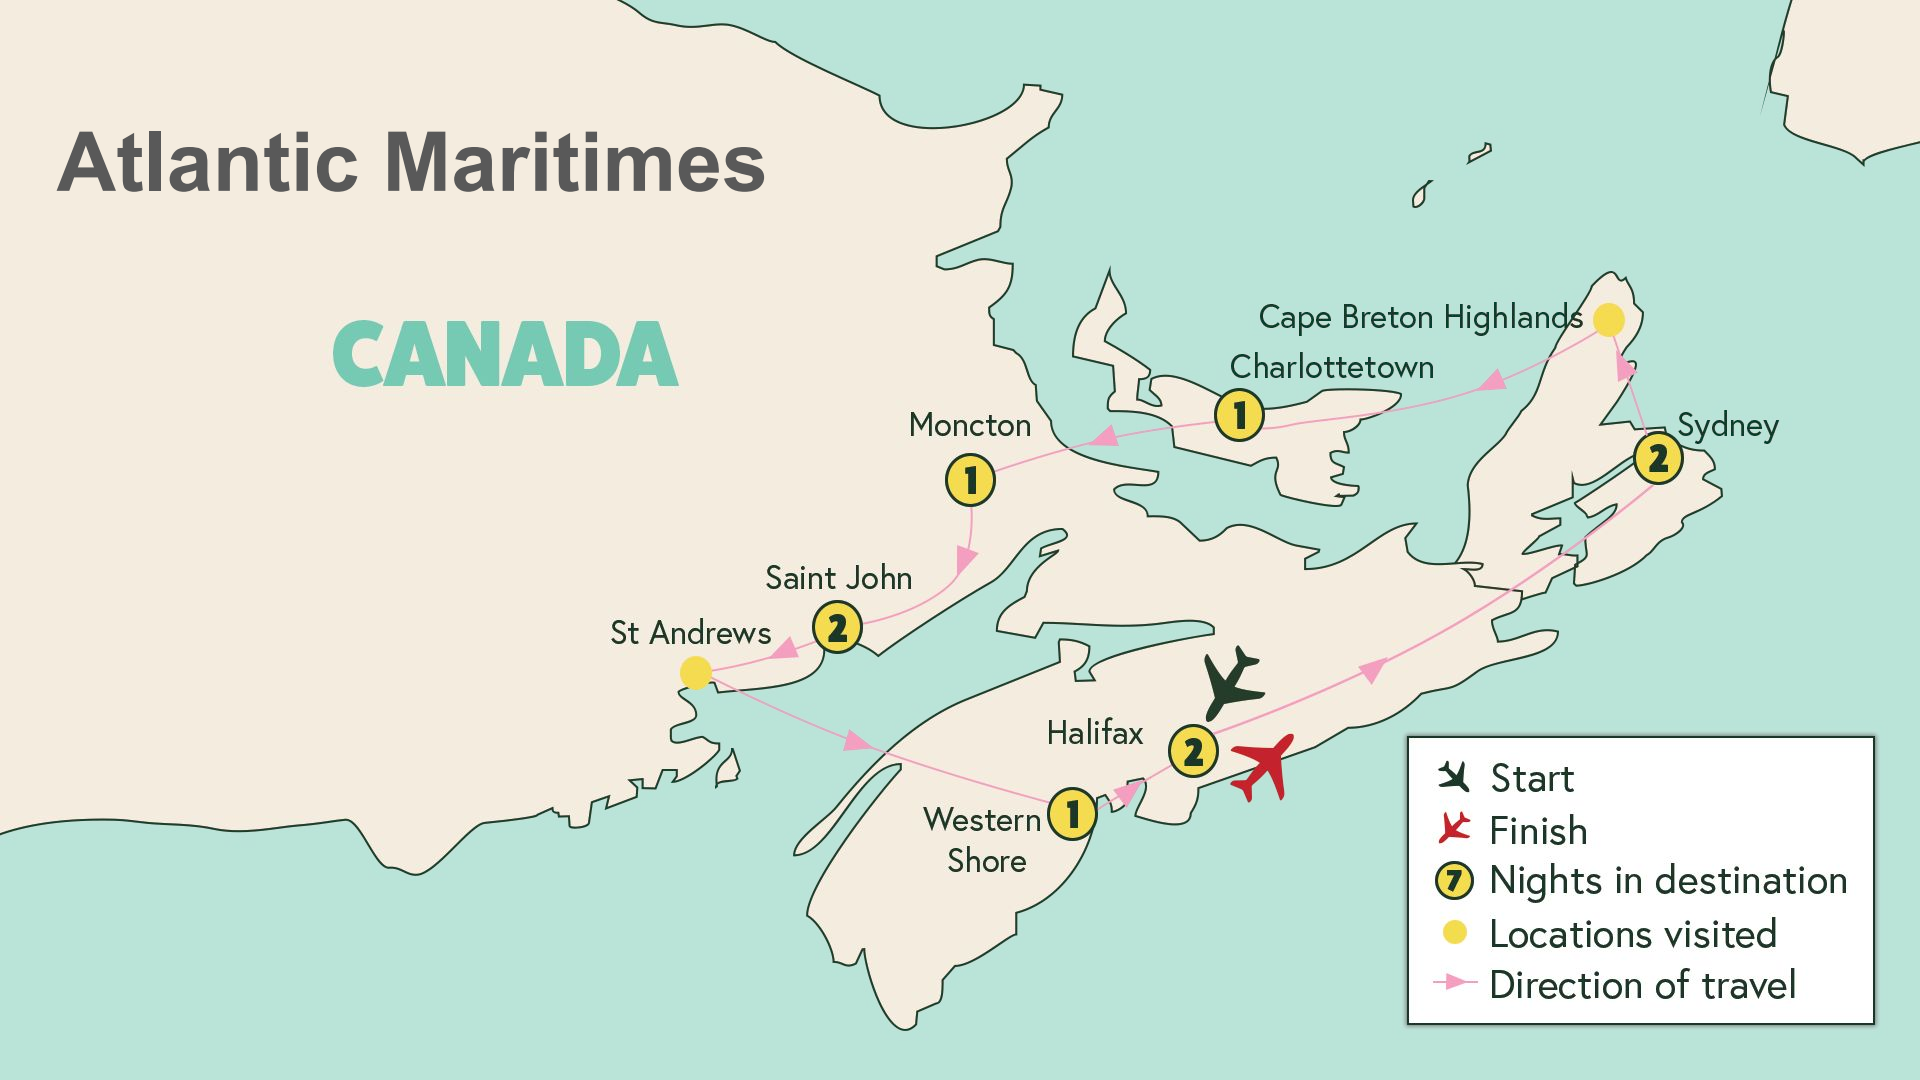 Atlantic Maritimes
CANADA
Cape Breton Highlands
Charlottetown
1
Moncton
1
Sydney
2
Saint John
2
St Andrews
Halifax
2
Western
Shore
1
Start
Finish
7 Nights in destination
Locations visited
Direction of travel